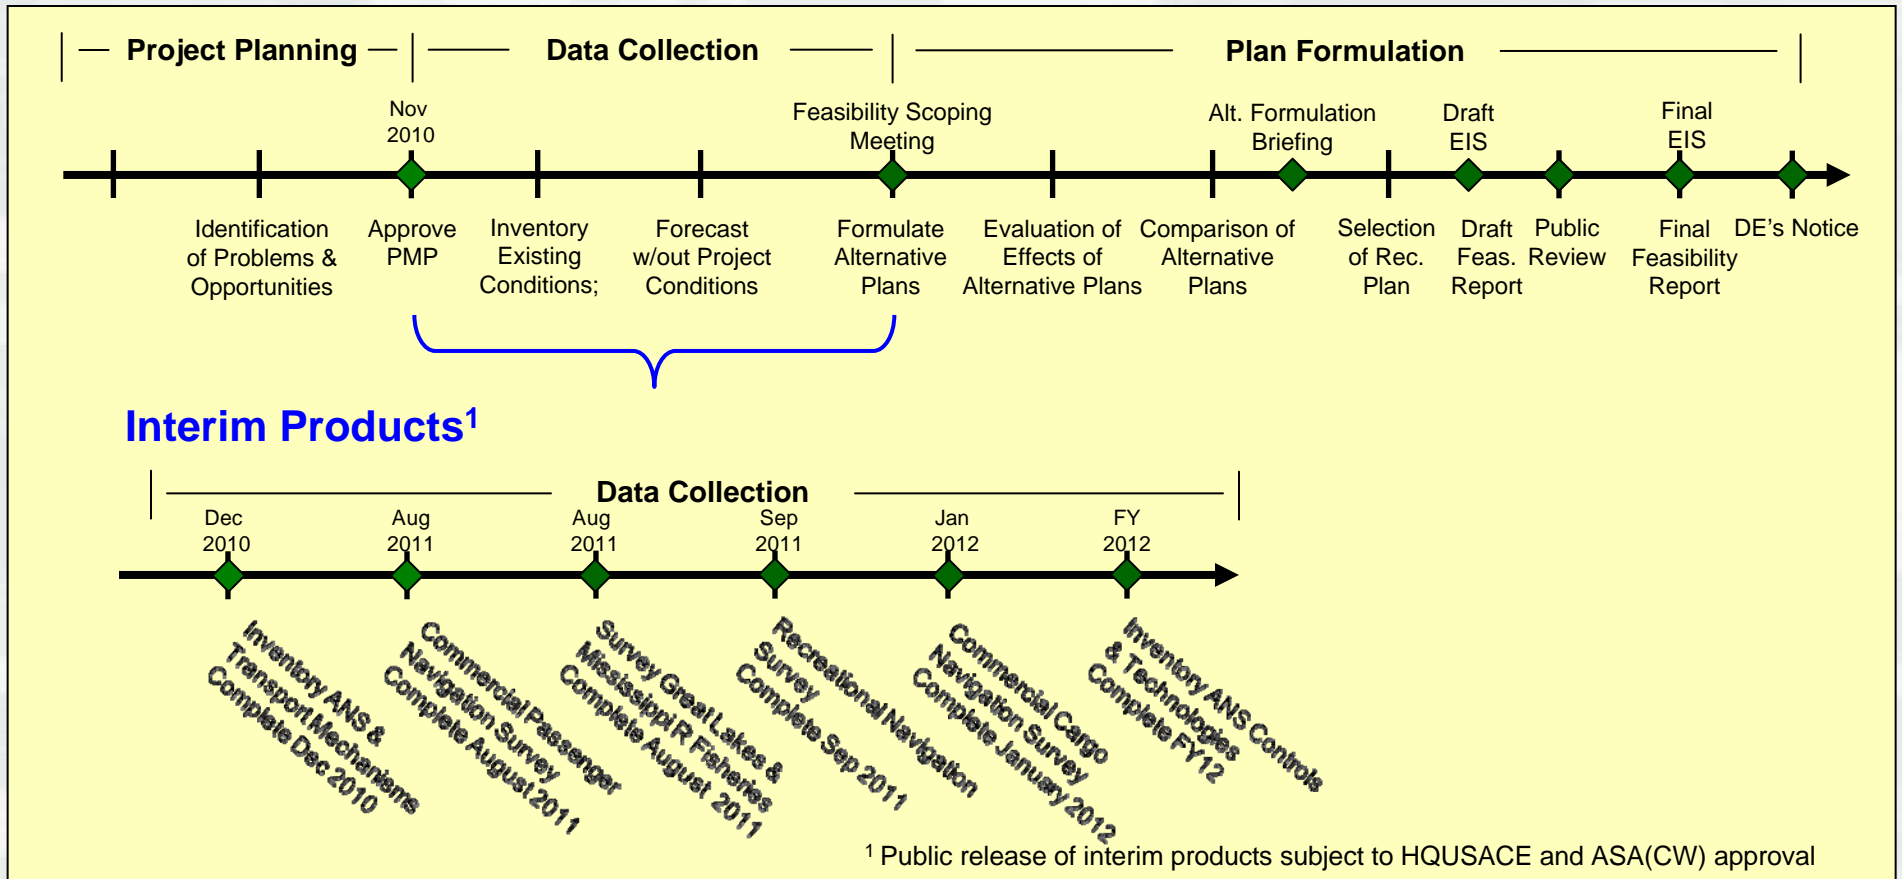 Project Planning
Data Collection
Plan Formulation
Nov
2010
Feasibility Scoping
Meeting
Alt. Formulation
Briefing
Draft
EIS
Final
EIS
Identification
of Problems &
Opportunities
Approve
PMP
Inventory
Existing
Conditions;
Forecast
w/out Project
Conditions
Formulate
Alternative
Plans
Evaluation of
Effects of
Alternative Plans
Comparison of
Alternative
Plans
Selection
of Rec.
Plan
Draft
Feas.
Report
Public
Review
Final
Feasibility
Report
DE's Notice
Interim Products1
Data Collection
Dec
2010
Aug
2011
Aug
2011
Sep
2011
Jan
2012
FY
2012
Inventory ANS &
Transport Mechanisms
Complete Dec 2010
Commercial Passenger
Navigation Survey
Complete August 2011
Survey Great Lakes &
Mississippi R Fisheries
Complete August 2011
Recreational Navigation
Survey
Complete Sep 2011
Commercial Cargo
Navigation Survey
Complete January 2012
Inventory ANS Controls
& Technologies
Complete FY12
1 Public release of interim products subject to HQUSACE and ASA(CW) approval